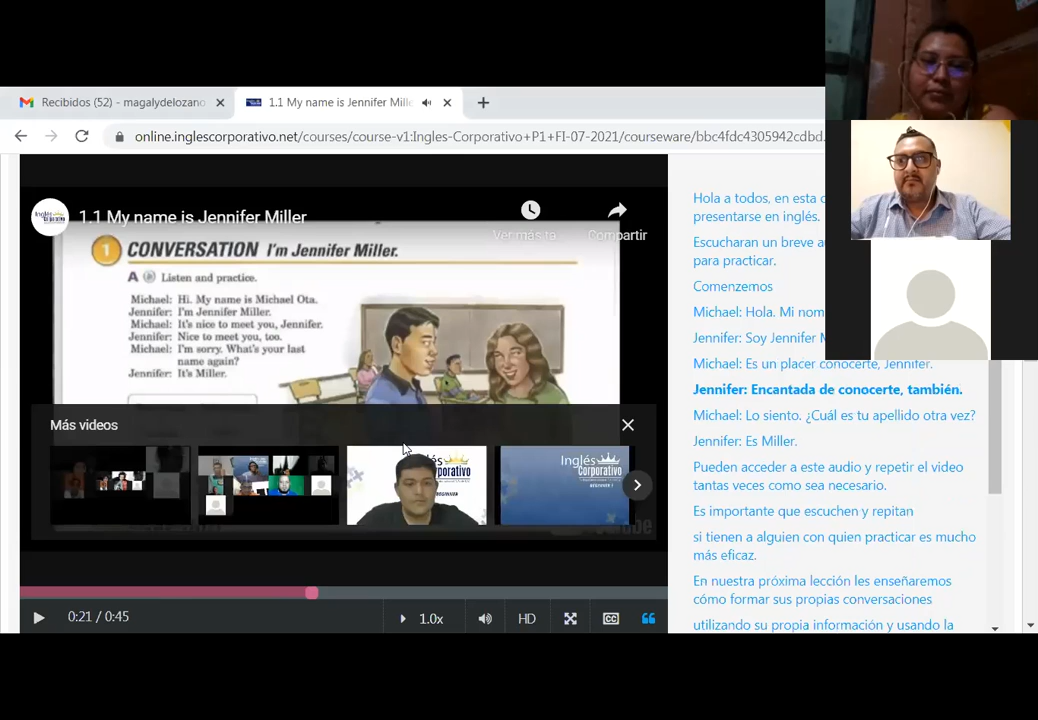 Recibidos (52) - magalydelozano
1.1 My name is Jennifer Mille
online.inglescorporativo.net/courses/course-v1:Ingles-Corporativo+P1+FI-07-2021/courseware/bbc4fdc4305942cdbd.
1.1 My name is Jennifer Miller
Ver más ta
Compartir
1 CONVERSATION I'm Jennifer Miller.
A Listen and practice.
Michael: Hi. My name is Michael Ota.
Jennifer: I'm Jennifer Miller.
Michael: It's nice to meet you, Jennifer.
Jennifer: Nice to meet you, too.
Michael: I'm sorry. What's your last
name again?
Jennifer: It's Miller.
Más videos
Inglés
Corporativo
Inglés
Corporativo
0:21 / 0:45
1.0x
HD
CC
Hola a todos, en esta
presentarse en inglés.
Escucharan un breve au
para practicar.
Comenzemos
Michael: Hola. Mi nom
Jennifer: Soy Jennifer M
Michael: Es un placer conocerte, Jennifer.
Jennifer: Encantada de conocerte, también.
Michael: Lo siento. ¿Cuál es tu apellido otra vez?
Jennifer: Es Miller.
Pueden acceder a este audio y repetir el video
tantas veces como sea necesario.
Es importante que escuchen y repitan
si tienen a alguien con quien practicar es mucho
más eficaz.
En nuestra próxima lección les enseñaremos
cómo formar sus propias conversaciones
utilizando su propia información y usando la